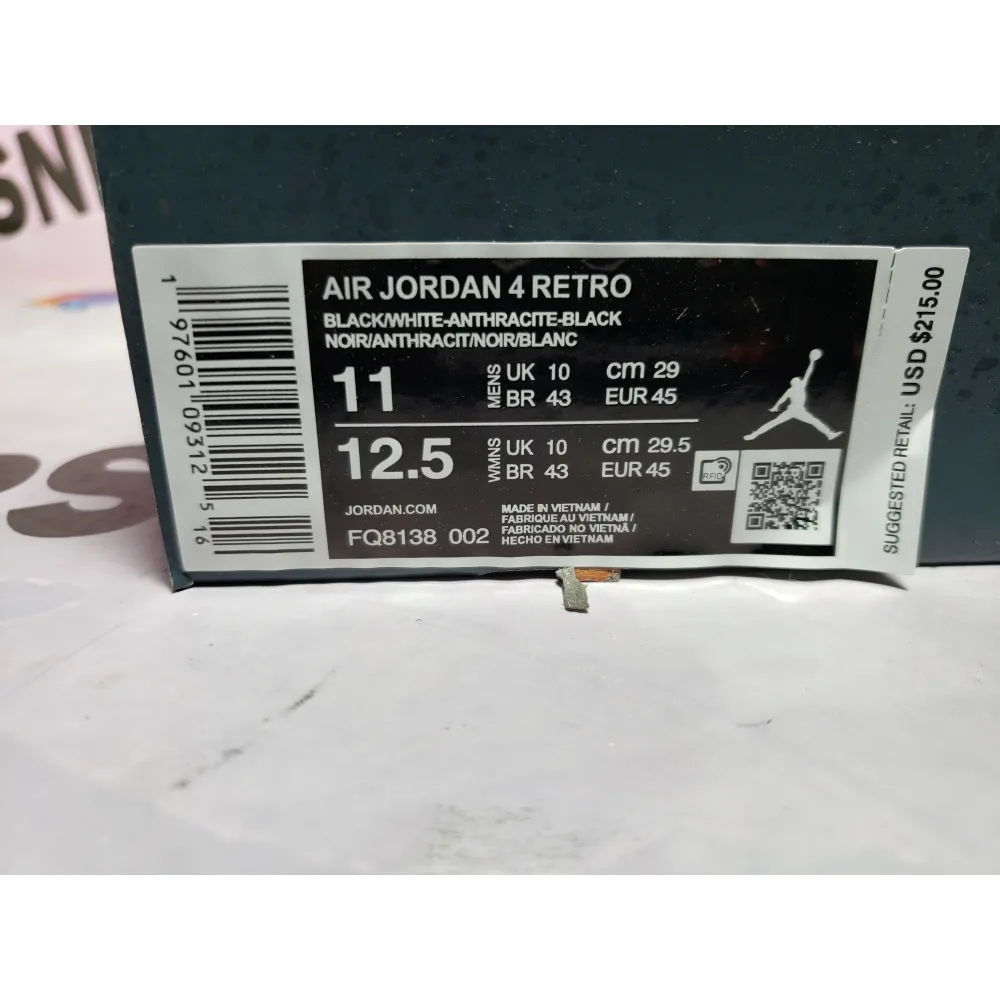 SN
PS
1 97601 09312 5 16
AIR JORDAN 4 RETRO
BLACK/WHITE-ANTHRACITE-BLACK
NOIR/ANTHRACIT/NOIR/BLANC
11 MENS UK 10 cm 29
BR 43 EUR 45
12.5 WMNS UK 10 cm 29.5
BR 43 EUR 45
RFID
JORDAN.COM
FQ8138 002
MADE IN VIETNAM /
FABRIQUE AU VIETNAM /
FABRICADO NO VIETNÃ /
HECHO EN VIETNAM
SUGGESTED RETAIL: USD $215.00